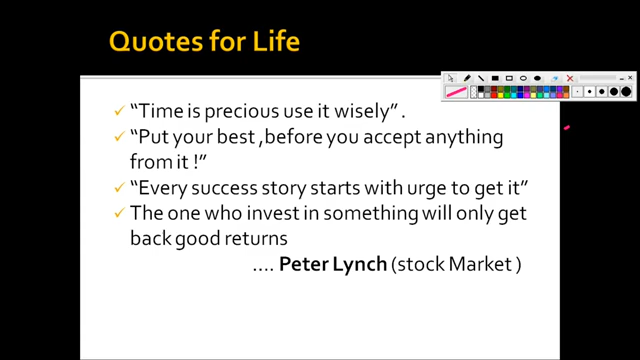 Quotes for Life
“Time is precious use it wisely” .
“Put your best ,before you accept anything
from it !”
“Every success story starts with urge to get it”
The one who invest in something will only get
back good returns
.... Peter Lynch (stock Market )